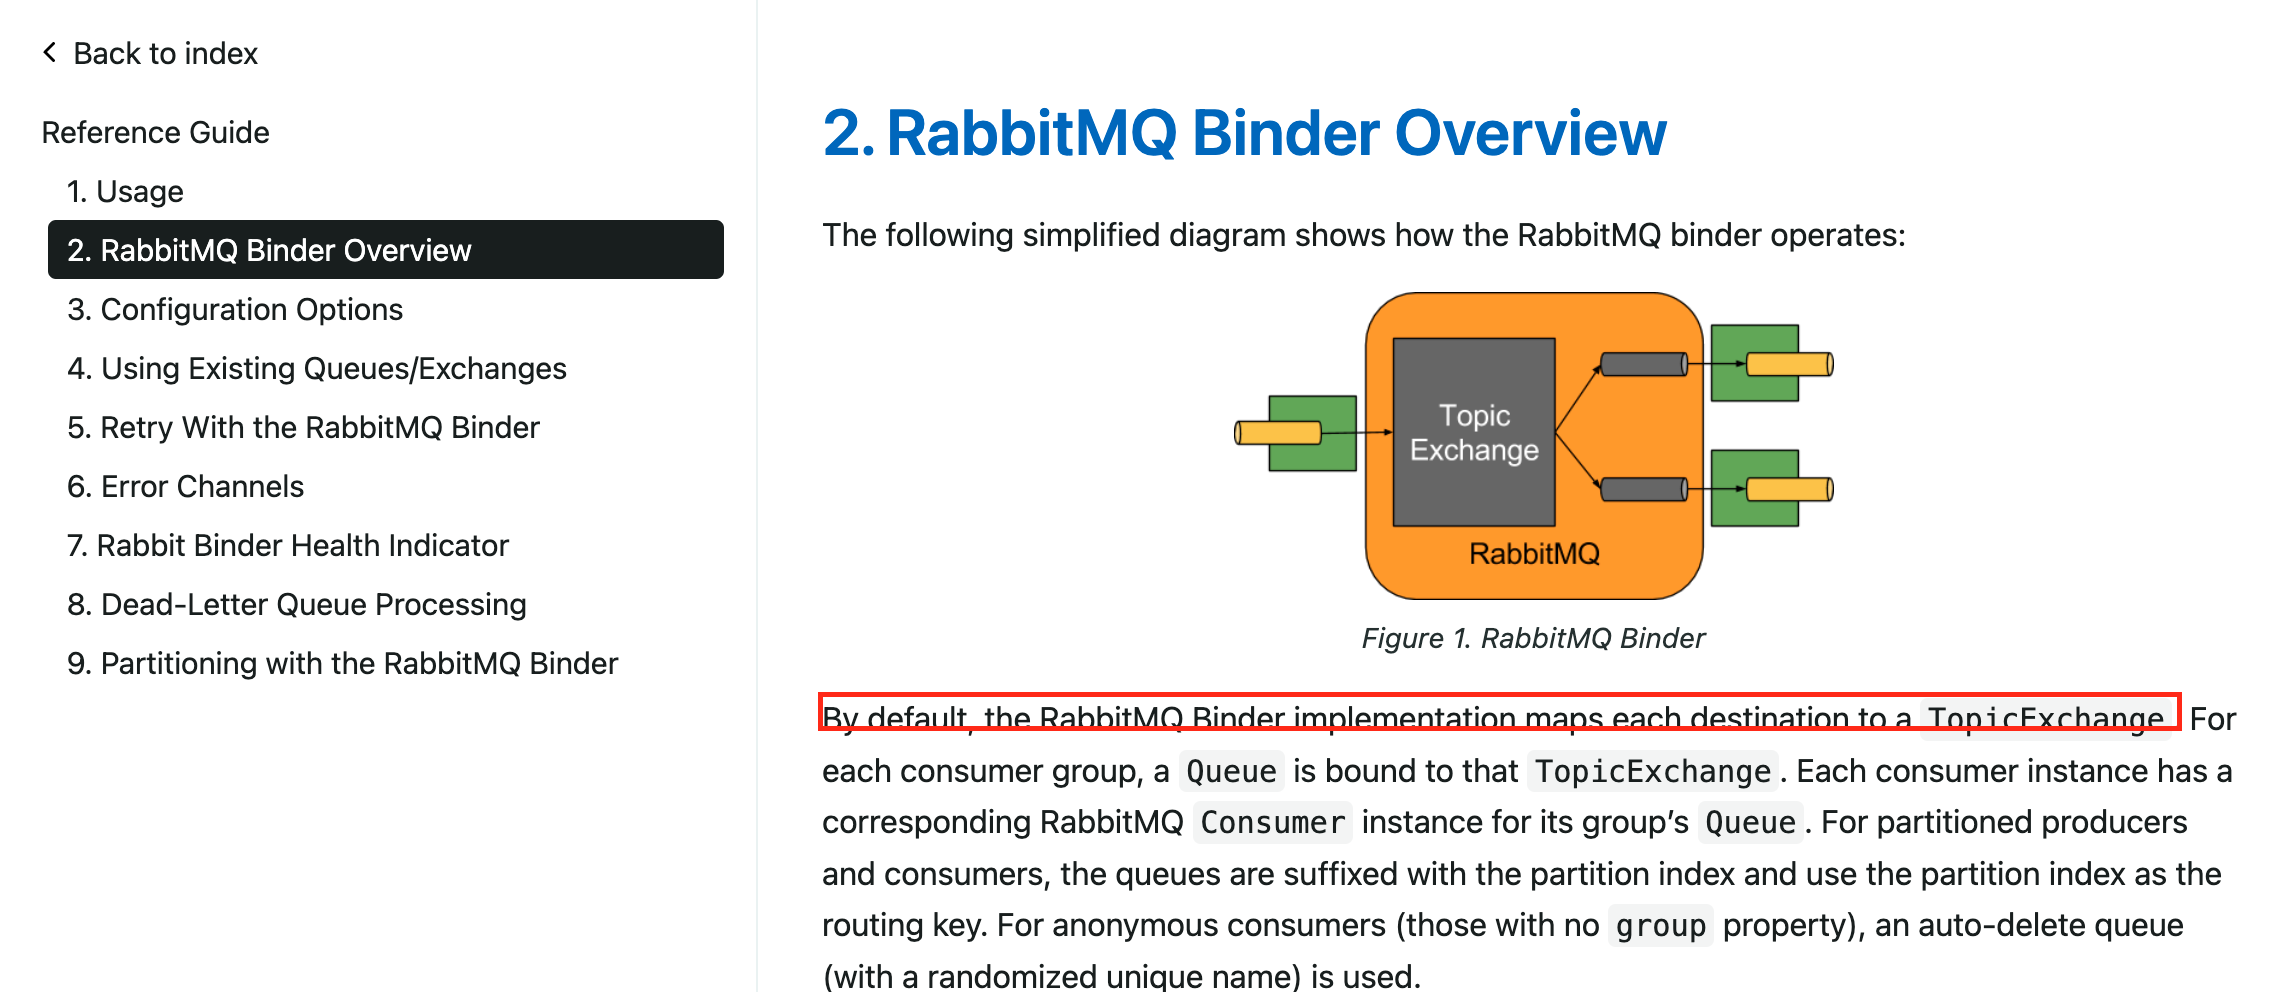 Back to index
Reference Guide
1. Usage
2. RabbitMQ Binder Overview
3. Configuration Options
4. Using Existing Queues/Exchanges
5. Retry With the RabbitMQ Binder
6. Error Channels
7. Rabbit Binder Health Indicator
8. Dead-Letter Queue Processing
9. Partitioning with the RabbitMQ Binder
2. RabbitMQ Binder Overview
The following simplified diagram shows how the RabbitMQ binder operates:
Topic
Exchange
RabbitMQ
Figure 1. RabbitMQ Binder
By default, the RabbitMQ Binder implementation maps each destination to a TopicExchange For
each consumer group, a Queue is bound to that TopicExchange. Each consumer instance has a
corresponding RabbitMQ Consumer instance for its group’s Queue. For partitioned producers
and consumers, the queues are suffixed with the partition index and use the partition index as the
routing key. For anonymous consumers (those with no group property), an auto-delete queue
(with a randomized unique name) is used.